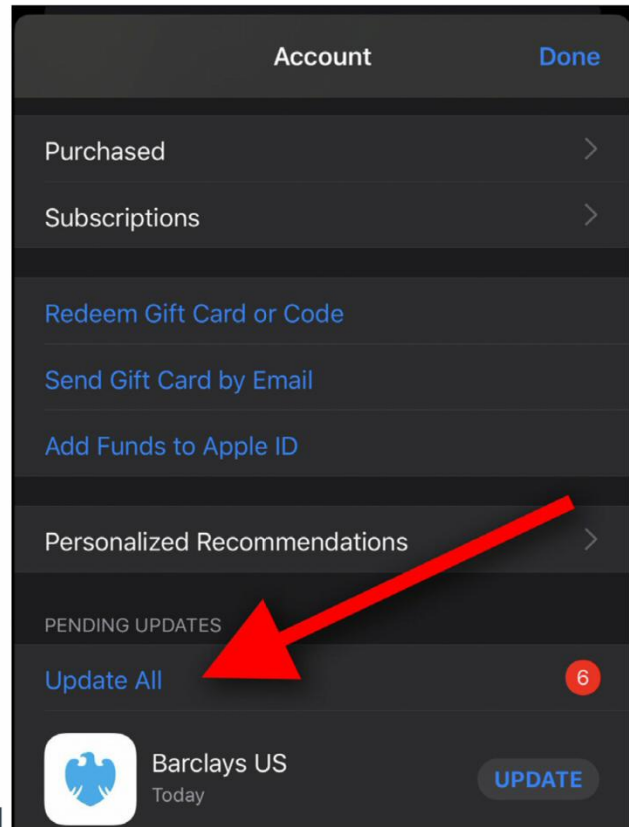 Account
Done
Purchased
Subscriptions
Redeem Gift Card or Code
Send Gift Card by Email
Add Funds to Apple ID
Personalized Recommendations
PENDING UPDATES
Update All
6
Barclays US
Today
UPDATE